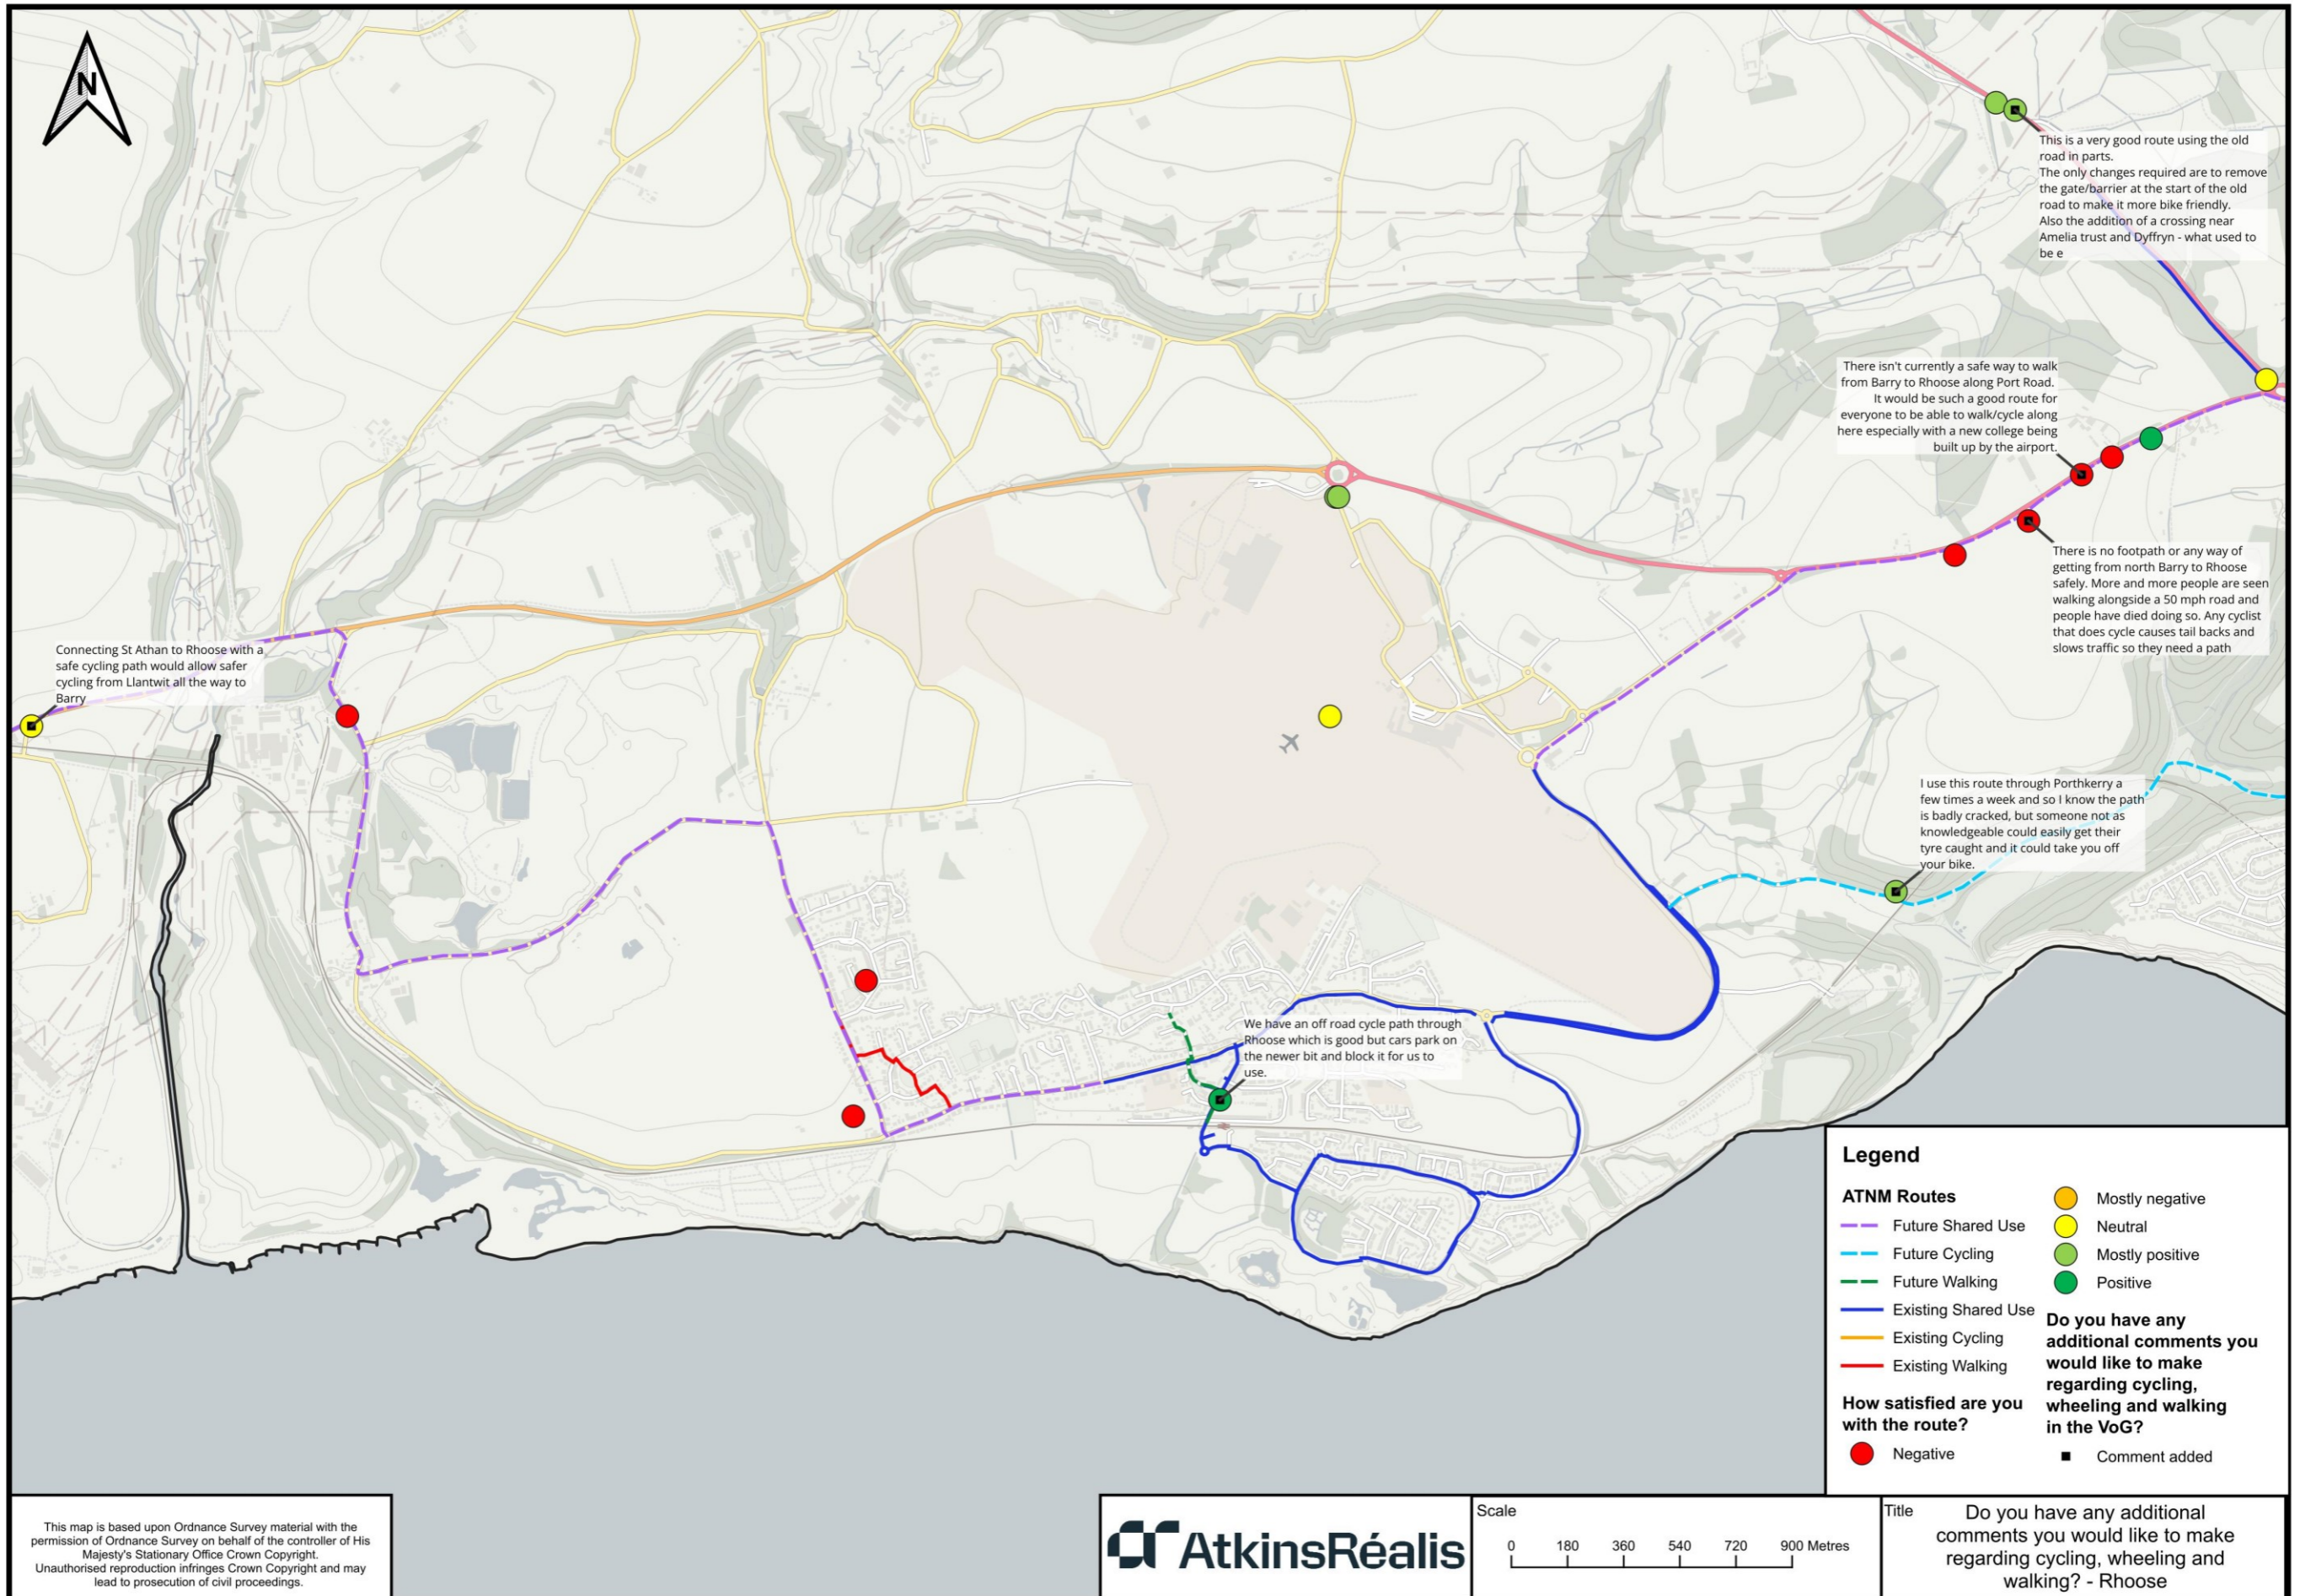 N
This is a very good route using the old
road in parts.
The only changes required are to remove
the gate/barrier at the start of the old
road to make it more bike friendly.
Also the addition of a crossing near
Amelia trust and Dyffryn - what used to
be e
There isn't currently a safe way to walk
from Barry to Rhoose along Port Road.
It would be such a good route for
everyone to be able to walk/cycle along
here especially with a new college being
built up by the airport.
There is no footpath or any way of
getting from north Barry to Rhoose
safely. More and more people are seen
walking alongside a 50 mph road and
people have died doing so. Any cyclist
that does cycle causes tail backs and
slows traffic so they need a path
Connecting St Athan to Rhoose with a
safe cycling path would allow safer
cycling from Llantwit all the way to
Barry
I use this route through Porthkerry a
few times a week and so I know the path
is badly cracked, but someone not as
knowledgeable could easily get their
tyre caught and it could take you off
your bike.
We have an off road cycle path through
Rhoose which is good but cars park on
the newer bit and block it for us to
use.
Legend
ATNM Routes
Future Shared Use
Future Cycling
Future Walking
Existing Shared Use
Existing Cycling
Existing Walking
How satisfied are you
with the route?
Negative
Mostly negative
Neutral
Mostly positive
Positive
Do you have any
additional comments you
would like to make
regarding cycling,
wheeling and walking
in the VoG?
Comment added
This map is based upon Ordnance Survey material with the
permission of Ordnance Survey on behalf of the controller of His
Majesty's Stationary Office Crown Copyright.
Unauthorised reproduction infringes Crown Copyright and may
lead to prosecution of civil proceedings.
AtkinsRéalis
Scale
0 180 360 540 720 900 Metres
Title
Do you have any additional
comments you would like to make
regarding cycling, wheeling and
walking? - Rhoose